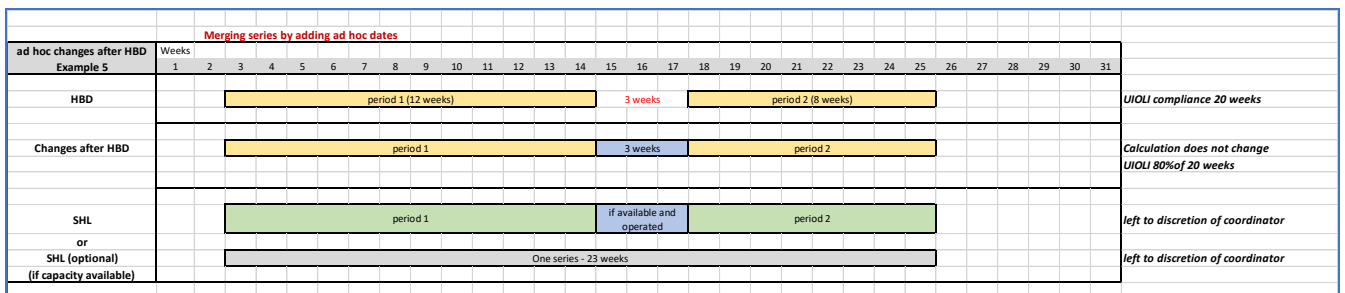 Merging series by adding ad hoc dates
ad hoc changes after HBD Weeks
Example 5 1 2 3 4 5 6 7 8 9 10 11 12 13 14 15 16 17 18 19 20 21 22 23 24 25 26 27 28 29 30 31
HBD period 1 (12 weeks) 3 weeks period 2 (8 weeks) UIOLI compliance 20 weeks
Changes after HBD period 1 3 weeks period 2 Calculation does not change
UIOLI 80%of 20 weeks
SHL period 1 if available and operated period 2 left to discretion of coordinator
or
SHL (optional) One series - 23 weeks left to discretion of coordinator
(if capacity available)